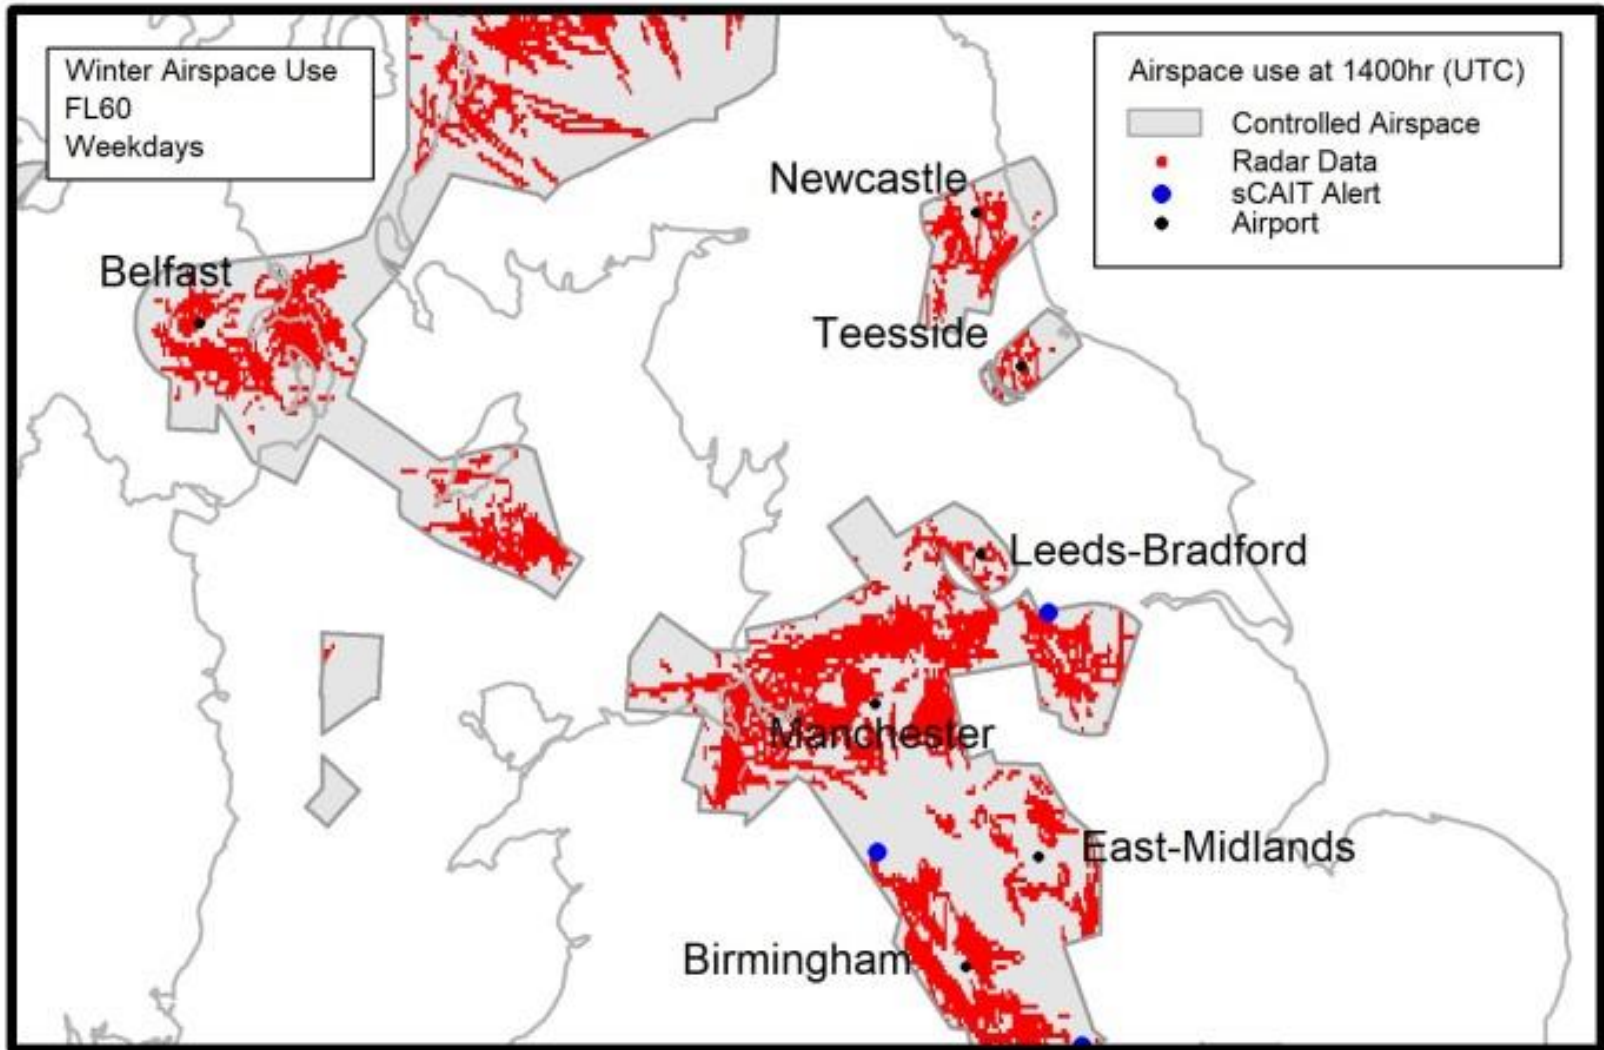 Winter Airspace Use
FL60
Weekdays
Airspace use at 1400hr (UTC)
Controlled Airspace
Radar Data
sCAIT Alert
Airport
Newcastle
Belfast
Teesside
Leeds-Bradford
Manchester
East-Midlands
Birmingham